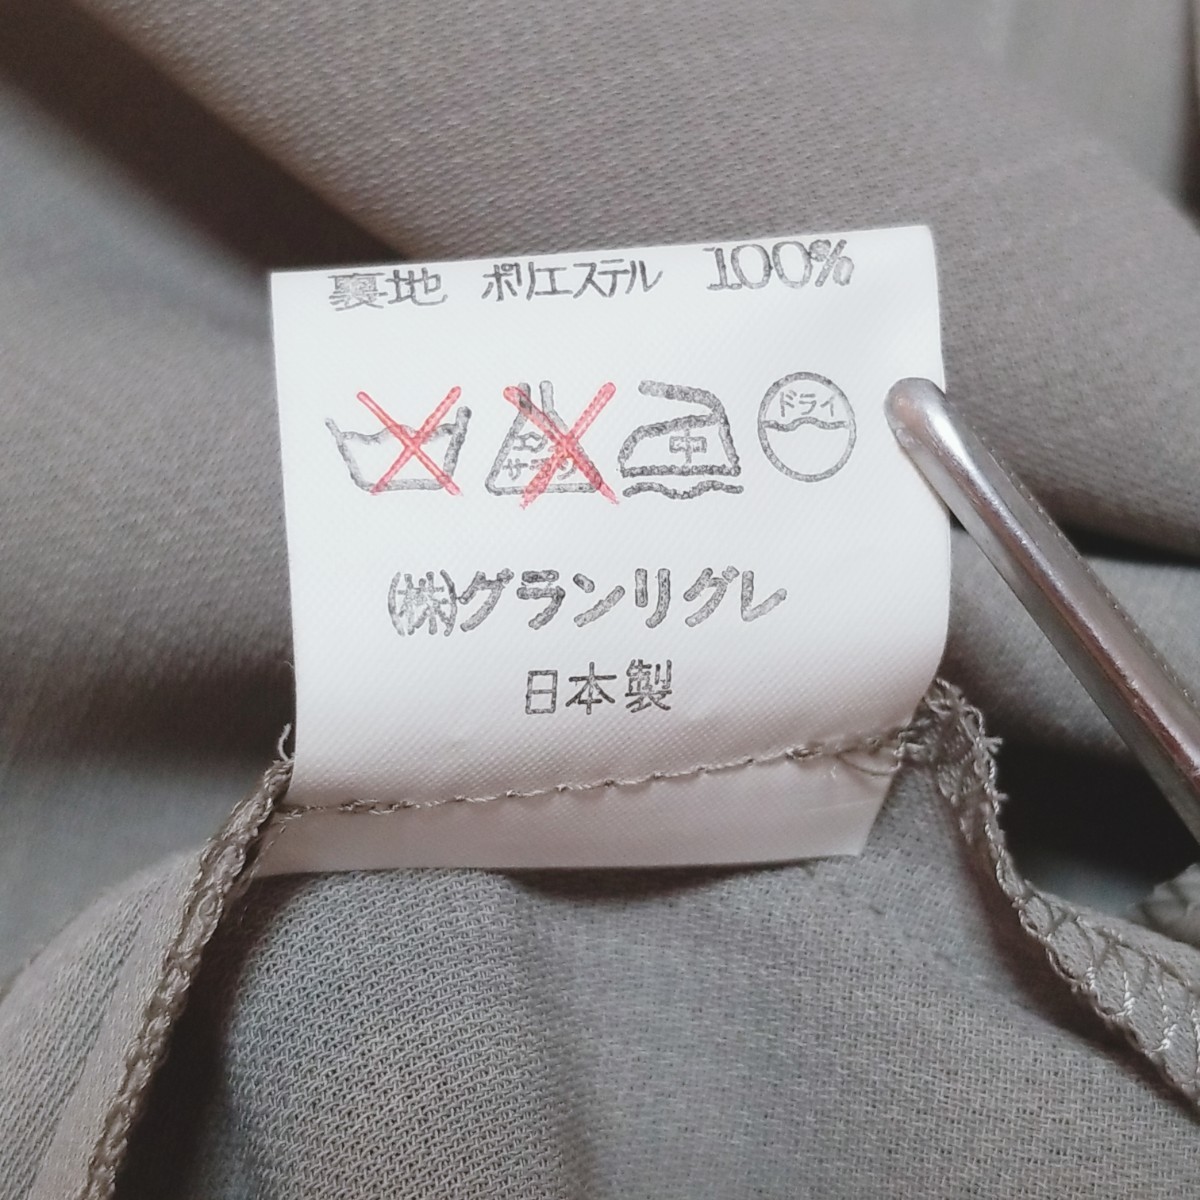 裏地 ポリエステル 100%
エンソサラシ 中 ドライ
(株)グランリグレ
日本製